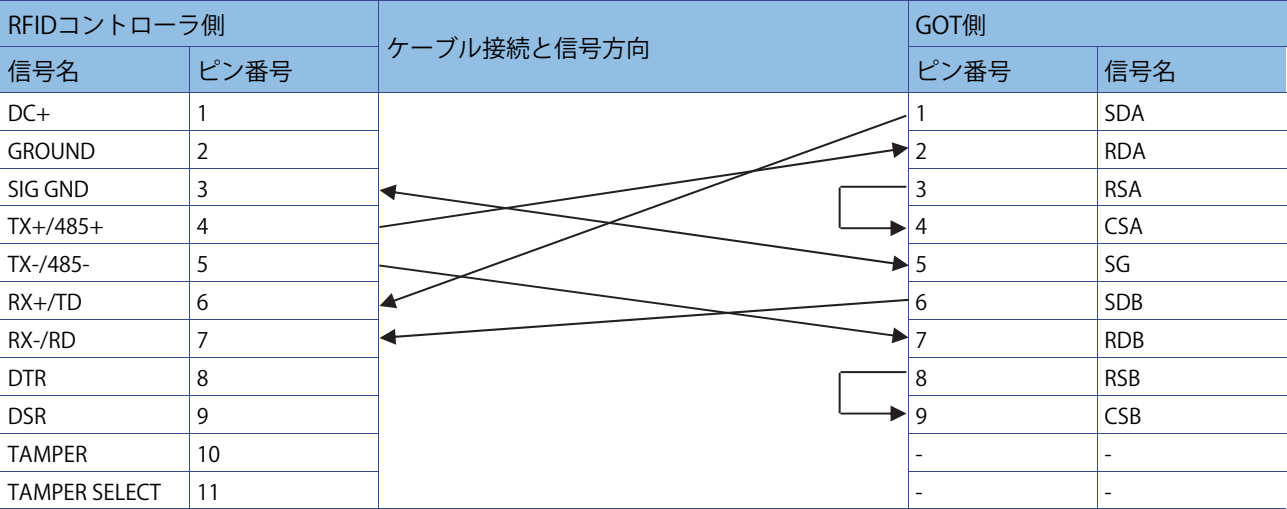 RFIDコントローラ側 ケーブル接続と信号方向 GOT側
信号名 ピン番号 ピン番号 信号名
DC+ 1 1 SDA
GROUND 2 2 RDA
SIG GND 3 3 RSA
TX+/485+ 4 4 CSA
TX-/485- 5 5 SG
RX+/TD 6 6 SDB
RX-/RD 7 7 RDB
DTR 8 8 RSB
DSR 9 9 CSB
TAMPER 10 - -
TAMPER SELECT 11 - -